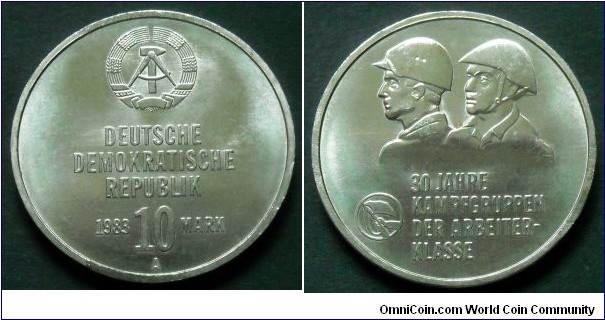 DEUTSCHE
DEMOKRATISCHE
REPUBLIK
1983 10 MARK
A
30 JAHRE
KAMPFGRUPPEN
DER ARBEITER-
KLASSE
OmniCoin.com World Coin Community